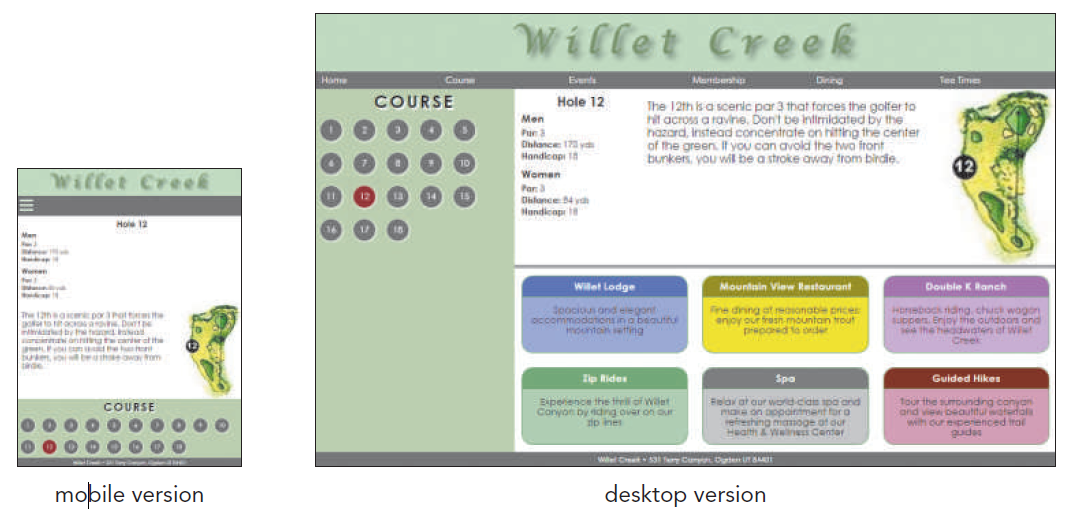 Willet Creek
Hole 12
Men
Par: 3
Distance: 170 yds
Handicap: 18
Women
Par: 3
Distance: 84 yds
Handicap: 18
The 12th is a scenic par 3 that forces the
golfer to hit across a ravine. Don't be
intimidated by the hazard, instead
concentrate on hitting the center of the
green. If you can avoid the two front
bunkers, you will be a stroke away from
birdie.
12
COURSE
1 2 3 4 5 6 7 8 9 10
11 12 13 14 15 16 17 18
Willet Creek • 531 Terry Canyon, Ogden UT 84401
mobile version
Willet Creek
Home Course Events Membership Dining Tee Times
COURSE
1 2 3 4 5
6 7 8 9 10
11 12 13 14 15
16 17 18
Hole 12
Men
Par: 3
Distance: 170 yds
Handicap: 18
Women
Par: 3
Distance: 84 yds
Handicap: 18
The 12th is a scenic par 3 that forces the golfer to
hit across a ravine. Don't be intimidated by the
hazard, instead concentrate on hitting the center
of the green. If you can avoid the two front
bunkers, you will be a stroke away from birdie.
12
Willet Lodge
Spacious and elegant
accommodations in a beautiful
mountain setting
Mountain View Restaurant
Fine dining at reasonable prices;
enjoy our fresh mountain trout
prepared to order
Double K Ranch
Horseback riding, chuck wagon
suppers. Enjoy the outdoors and
see the headwaters of Willet
Creek
Zip Rides
Experience the thrill of Willet
Canyon by riding over on our
zip lines
Spa
Relax at our world-class spa and
make an appointment for a
refreshing massage at our
Health & Wellness Center
Guided Hikes
Tour the surrounding canyon
and view beautiful waterfalls
with our experienced trail
guides
Willet Creek • 531 Terry Canyon, Ogden UT 84401
desktop version